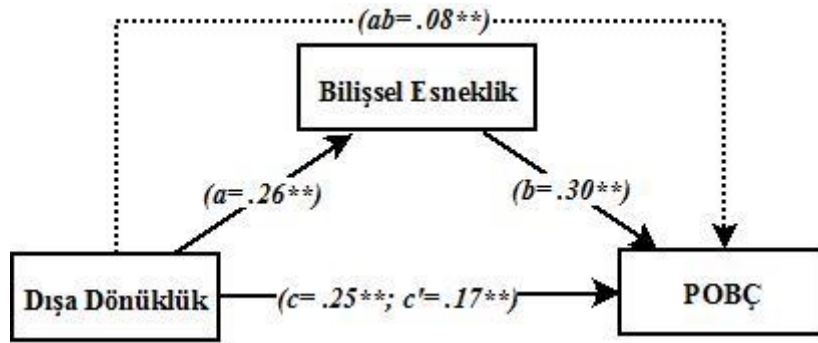 (ab= .08**)
Bilişsel Esneklik
(a= .26**)
(b= .30**)
Dışa Dönüklük
(c= .25**; c'= .17**)
POBÇ